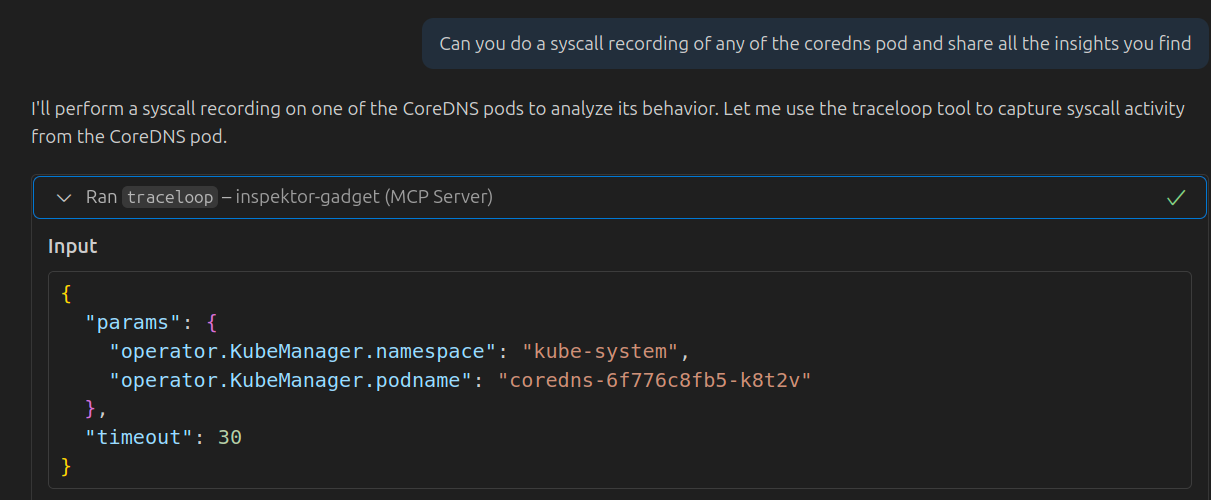 Can you do a syscall recording of any of the coredns pod and share all the insights you find
I'll perform a syscall recording on one of the CoreDNS pods to analyze its behavior. Let me use the traceloop tool to capture syscall activity
from the CoreDNS pod.
Ran traceloop – inspektor-gadget (MCP Server)
Input
{
  "params": {
    "operator.KubeManager.namespace": "kube-system",
    "operator.KubeManager.podname": "coredns-6f776c8fb5-k8t2v"
  },
  "timeout": 30
}